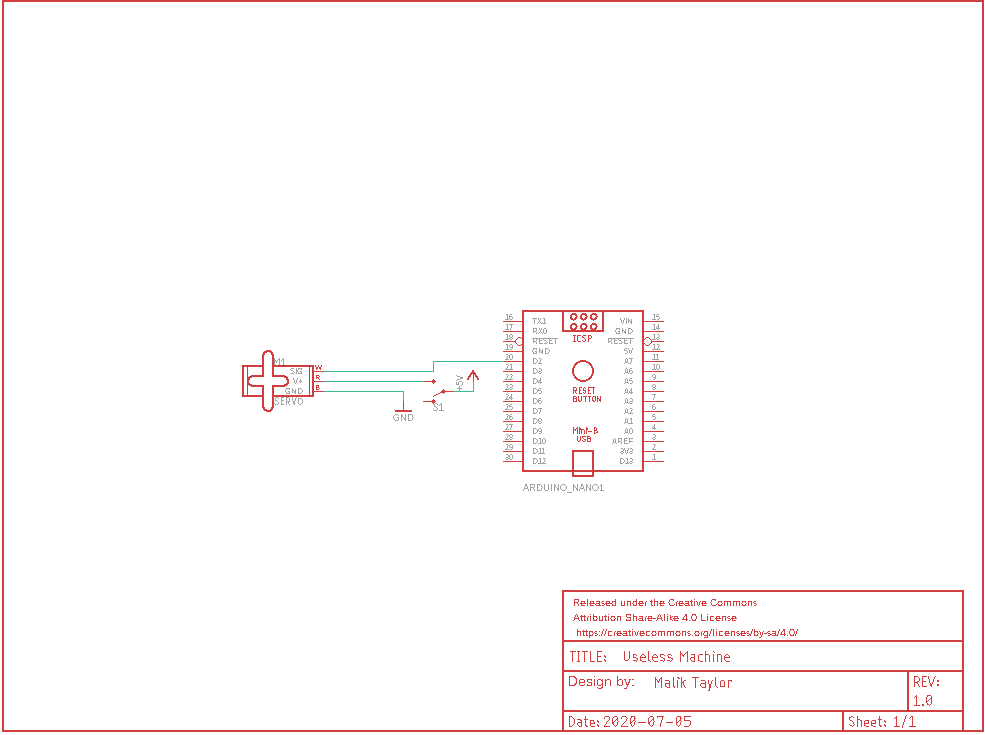 M1
SIG
V+
GND
SERVO
W
R
B
GND
S1
+5V
16 TX1
17 RX0
18 RESET
19 GND
20 D2
21 D3
22 D4
23 D5
24 D6
25 D7
26 D8
27 D9
28 D10
29 D11
30 D12
ICSP
RESET
BUTTON
Mini-B
USB
VIN 15
GND 14
RESET 13
5V 12
A7 11
A6 10
A5 9
A4 8
A3 7
A2 6
A1 5
A0 4
AREF 3
3V3 2
D13 1
ARDUINO_NANO1
Released under the Creative Commons
Attribution Share-Alike 4.0 License
https://creativecommons.org/licenses/by-sa/4.0/
TITLE: Useless Machine
Design by: Malik Taylor
REV:
1.0
Date: 2020-07-05
Sheet: 1/1